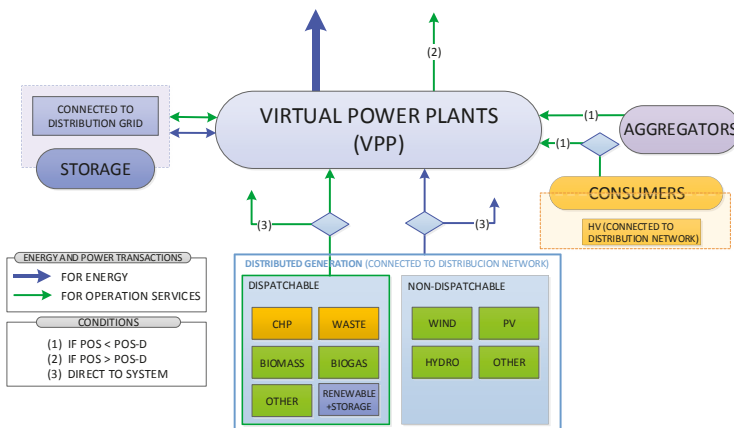 (2)
CONNECTED TO
DISTRIBUTION GRID
STORAGE
VIRTUAL POWER PLANTS
(VPP)
(1)
(1)
AGGREGATORS
CONSUMERS
HV (CONNECTED TO
DISTRIBUTION NETWORK)
(3)
(3)
ENERGY AND POWER TRANSACTIONS
FOR ENERGY
FOR OPERATION SERVICES
CONDITIONS
(1) IF POS < POS-D
(2) IF POS > POS-D
(3) DIRECT TO SYSTEM
DISTRIBUTED GENERATION (CONNECTED TO DISTRIBUCION NETWORK)
DISPATCHABLE
CHP
WASTE
BIOMASS
BIOGAS
OTHER
RENEWABLE
+STORAGE
NON-DISPATCHABLE
WIND
PV
HYDRO
OTHER